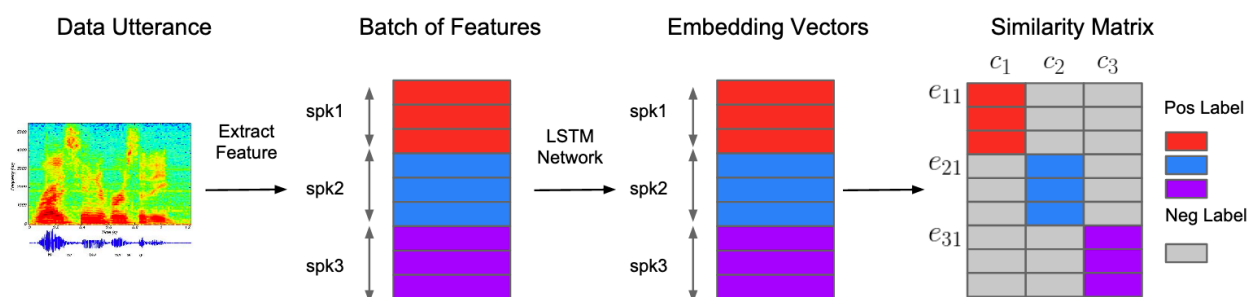 Data Utterance
Batch of Features
Embedding Vectors
Similarity Matrix
c1 c2 c3
e11
e21
e31
Extract
Feature
spk1
spk2
spk3
LSTM
Network
spk1
spk2
spk3
Pos Label
Neg Label